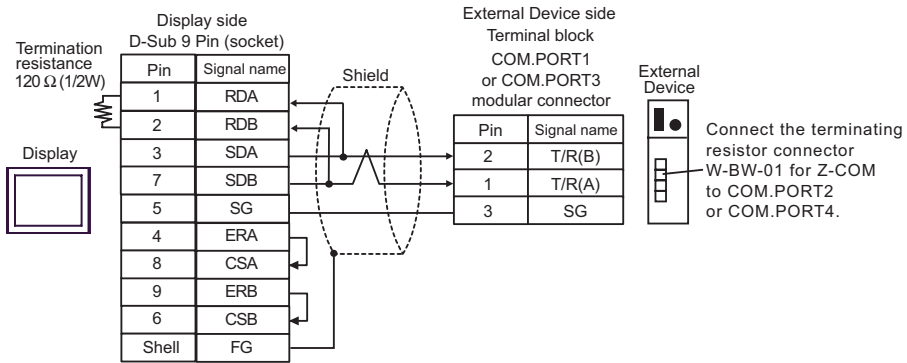 Display side
D-Sub 9 Pin (socket)
Termination
resistance
120 Ω (1/2W)
Pin Signal name
1 RDA
2 RDB
3 SDA
7 SDB
5 SG
4 ERA
8 CSA
9 ERB
6 CSB
Shell FG
Display
Shield
External Device side
Terminal block
COM.PORT1
or COM.PORT3
modular connector
Pin Signal name
2 T/R(B)
1 T/R(A)
3 SG
External
Device
Connect the terminating
resistor connector
W-BW-01 for Z-COM
to COM.PORT2
or COM.PORT4.